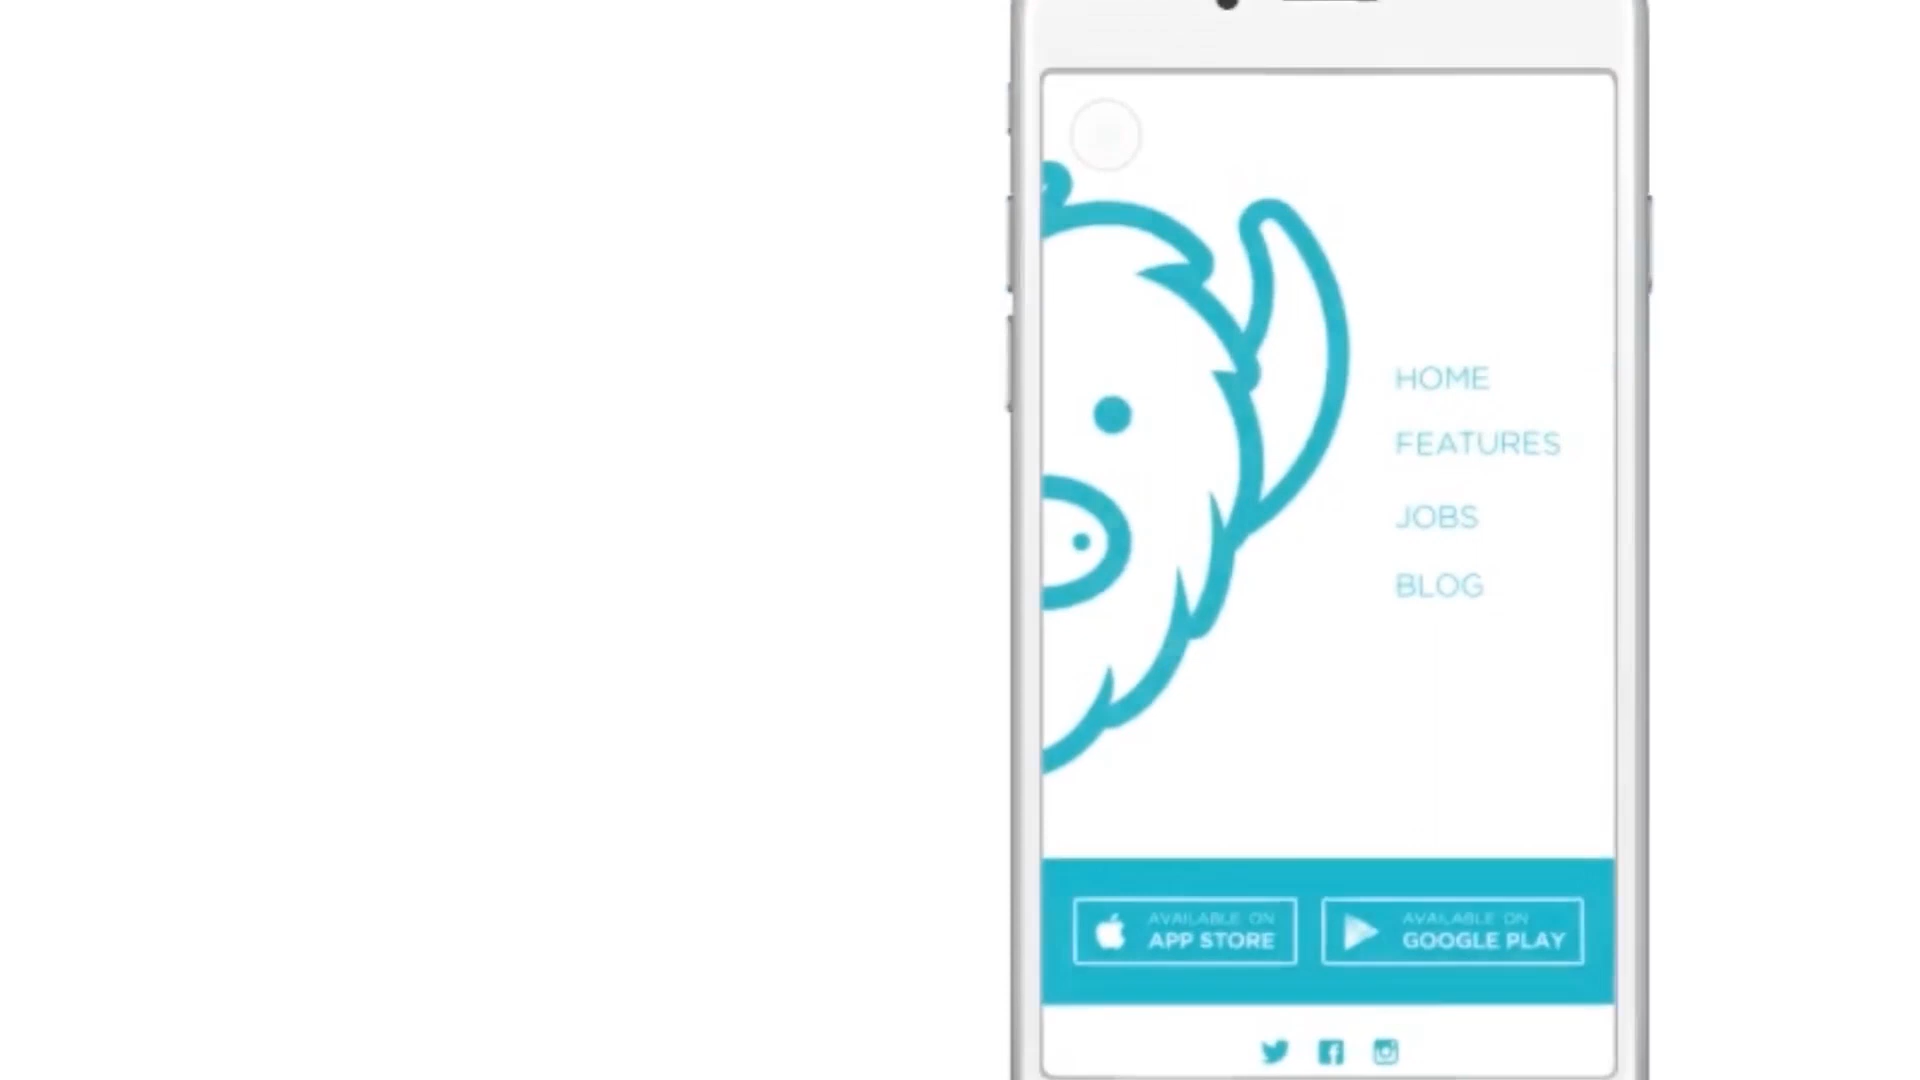 HOME
FEATURES
JOBS
BLOG
AVAILABLE ON
APP STORE
AVAILABLE ON
GOOGLE PLAY